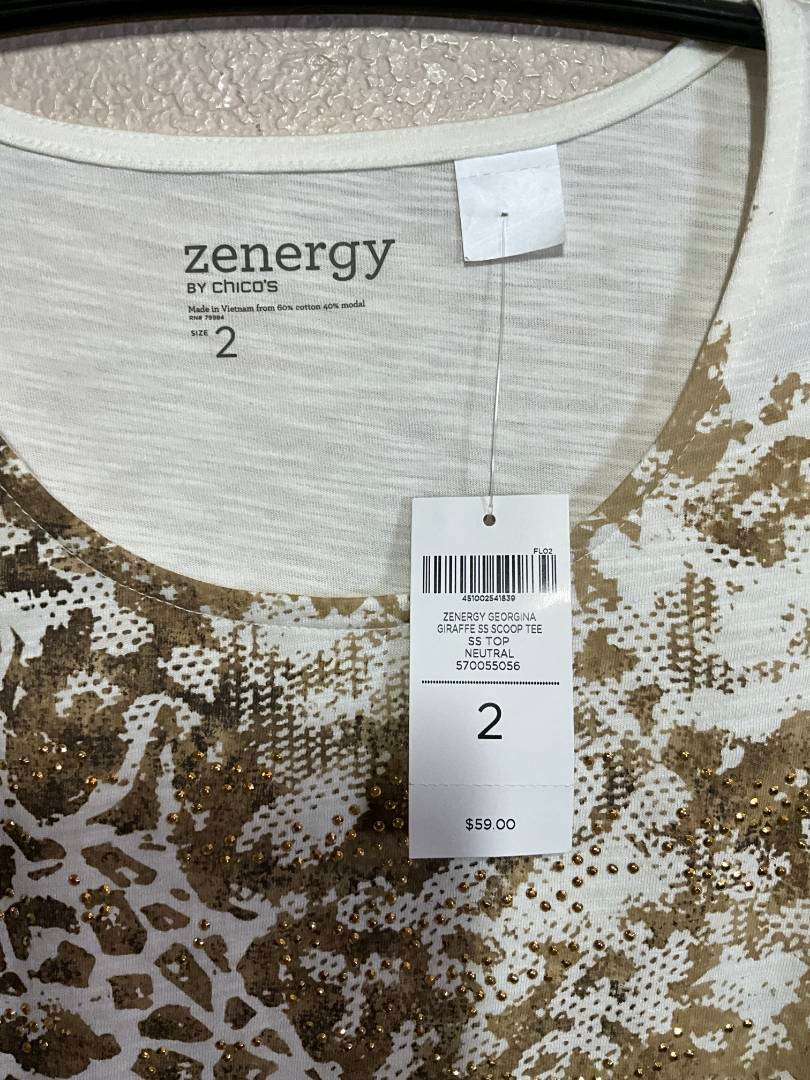 zenergy
BY CHICO'S
Made in Vietnam from 60% cotton 40% modal
RN# 79984
SIZE 2
FL02
451002541839
ZENERGY GEORGINA
GIRAFFE SS SCOOP TEE
SS TOP
NEUTRAL
570055056
2
$59.00